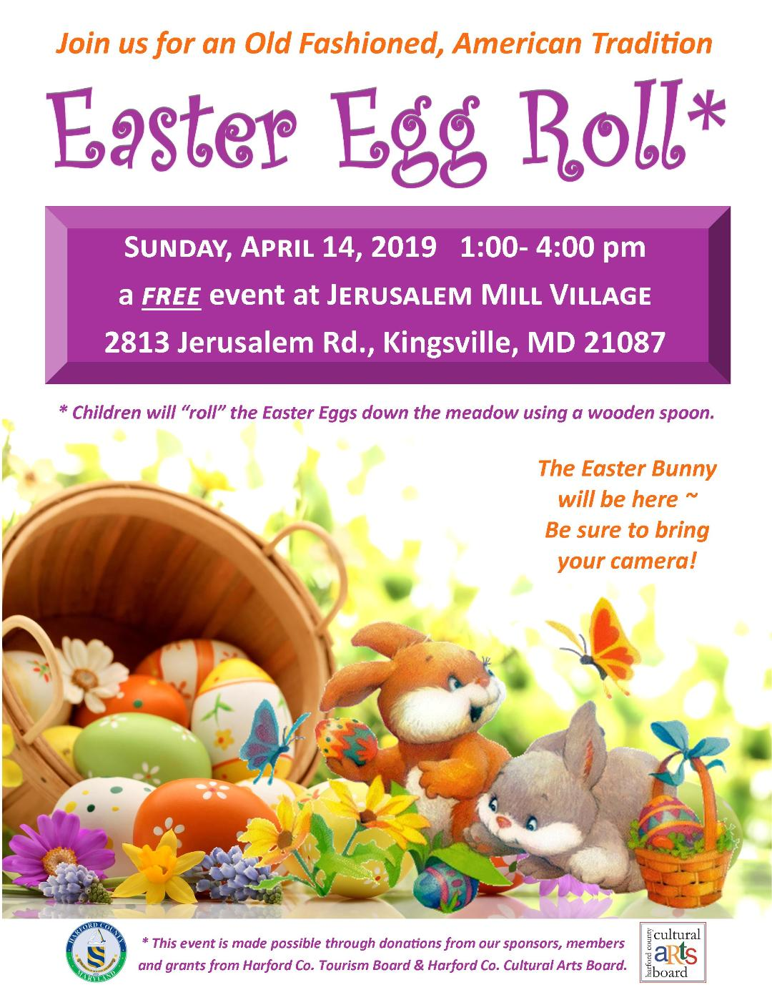 Join us for an Old Fashioned, American Tradition
Easter Egg Roll*
SUNDAY, APRIL 14, 2019 1:00- 4:00 pm
a FREE event at JERUSALEM MILL VILLAGE
2813 Jerusalem Rd., Kingsville, MD 21087
* Children will “roll” the Easter Eggs down the meadow using a wooden spoon.
The Easter Bunny
will be here ~
Be sure to bring
your camera!
HARFORD COUNTY
MARYLAND
* This event is made possible through donations from our sponsors, members
and grants from Harford Co. Tourism Board & Harford Co. Cultural Arts Board.
harford county
cultural
aRts
board